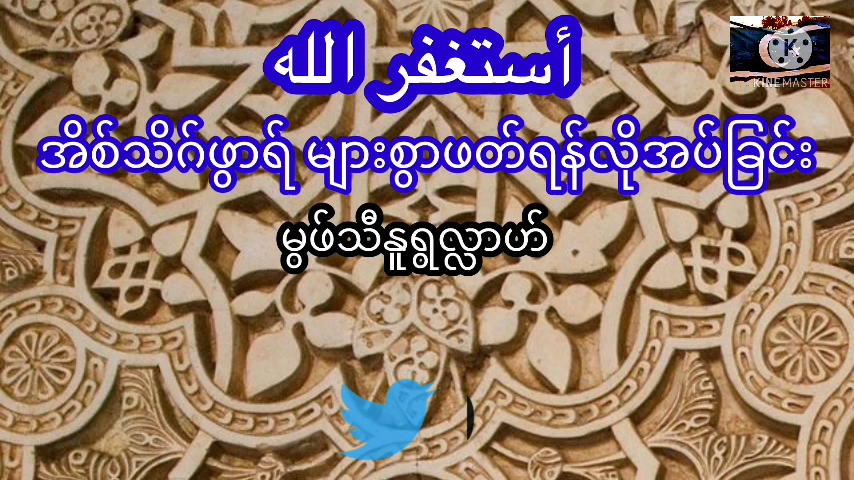 أستغفر الله
KINEMASTER
အိစ်သိဂ်ဖွာရ် များစွာဖတ်ရန်လိုအပ်ခြင်း
မွဖ်သီနူရွလ္လာဟ်